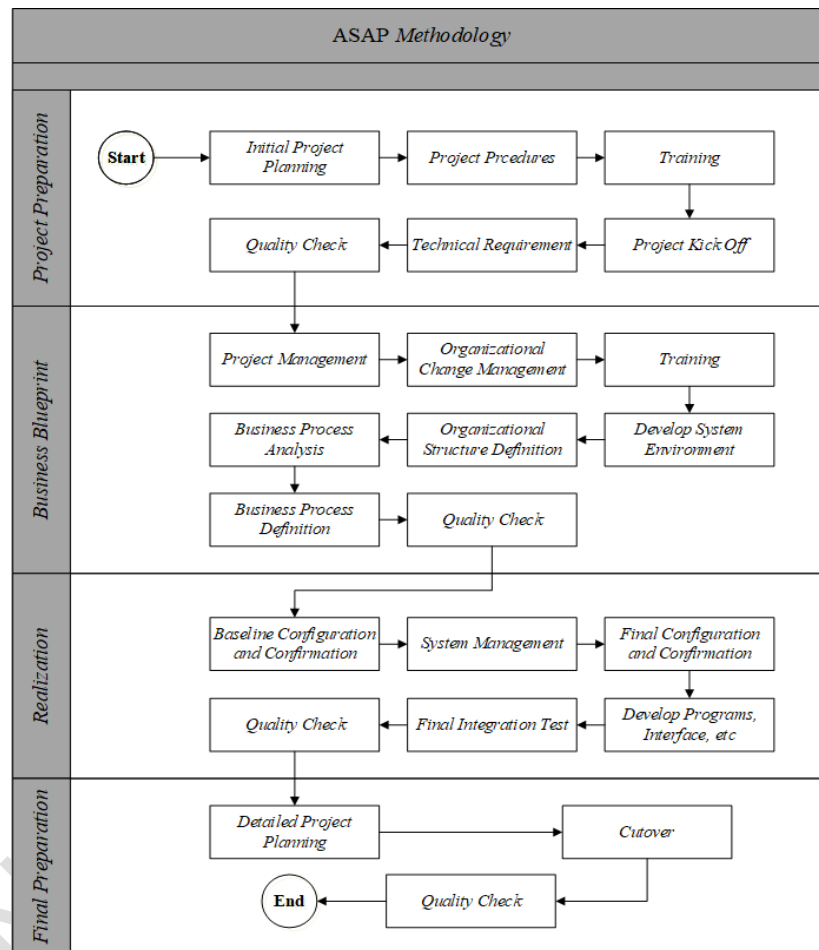 ASAP Methodology
Project Preparation
Start
Initial Project
Planning
Project Prcedures
Training
Quality Check
Technical Requirement
Project Kick Off
Business Blueprint
Project Management
Organizational
Change Management
Training
Business Process
Analysis
Organizational
Structure Definition
Develop System
Environment
Business Process
Definition
Quality Check
Realization
Baseline Configuration
and Confirmation
System Management
Final Configuration
and Confirmation
Quality Check
Final Integration Test
Develop Programs,
Interface, etc
Final Preparation
Detailed Project
Planning
Cutover
End
Quality Check